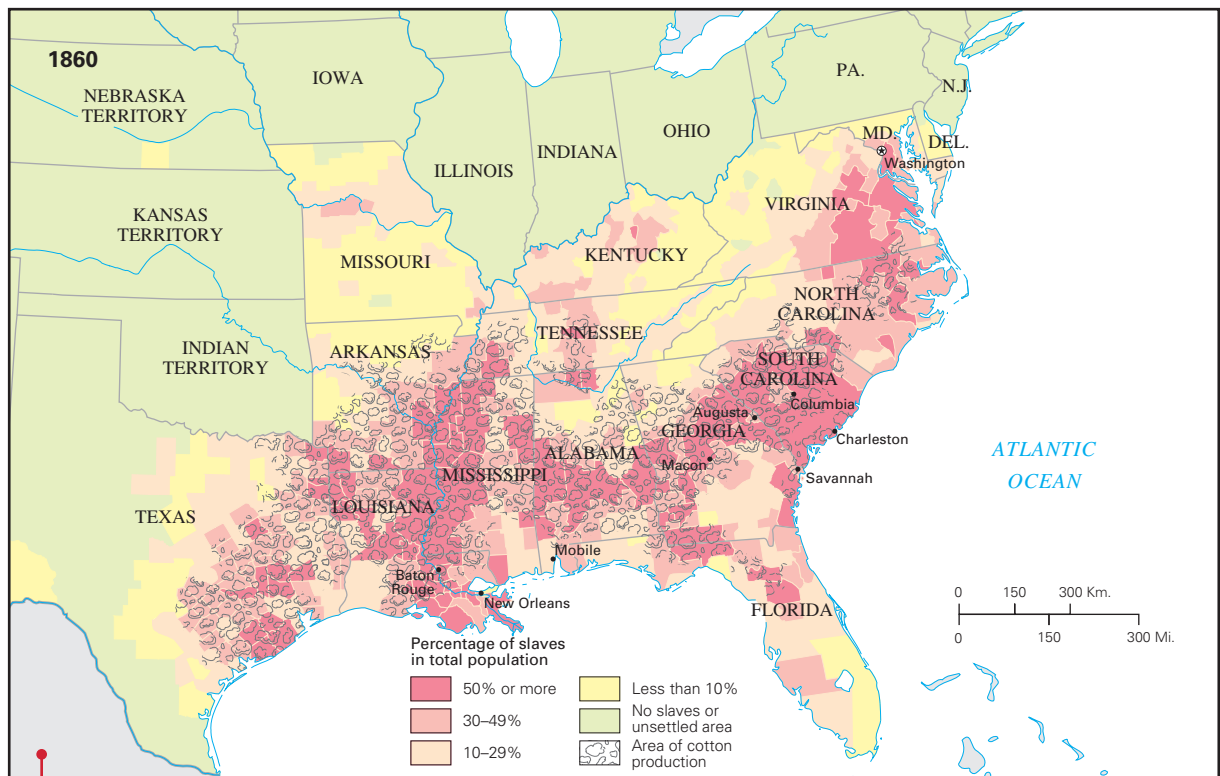 1860
NEBRASKA
TERRITORY
IOWA
ILLINOIS
INDIANA
OHIO
PA.
N.J.
MD.
DEL.
Washington
KANSAS
TERRITORY
MISSOURI
KENTUCKY
VIRGINIA
INDIAN
TERRITORY
ARKANSAS
TENNESSEE
NORTH
CAROLINA
SOUTH
CAROLINA
Columbia
Augusta
GEORGIA
Charleston
Macon
Savannah
ALABAMA
MISSISSIPPI
LOUISIANA
TEXAS
Mobile
Baton
Rouge
New Orleans
FLORIDA
ATLANTIC
OCEAN
0 150 300 Km.
0 150 300 Mi.
Percentage of slaves
in total population
50% or more
30–49%
10–29%
Less than 10%
No slaves or
unsettled area
Area of cotton
production